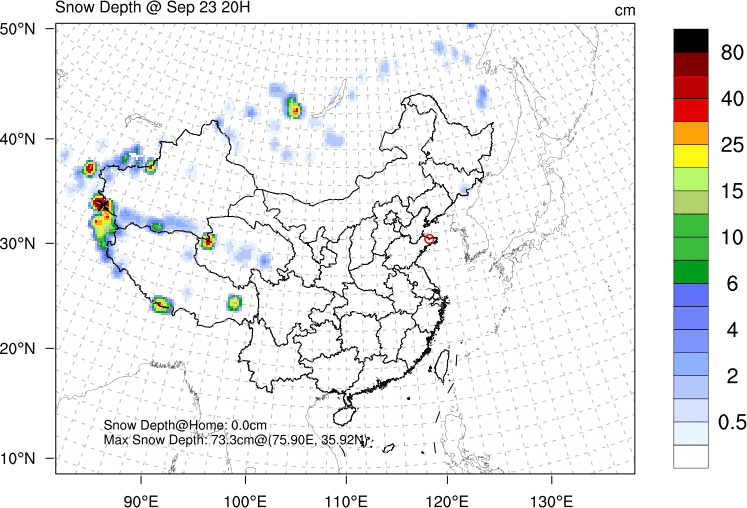 Snow Depth @ Sep 23 20H
cm
50°N
40°N
30°N
20°N
10°N
90°E
100°E
110°E
120°E
130°E
80
40
25
15
10
6
4
2
0.5
Snow Depth@Home: 0.0cm
Max Snow Depth: 73.3cm@(75.90E, 35.92N)